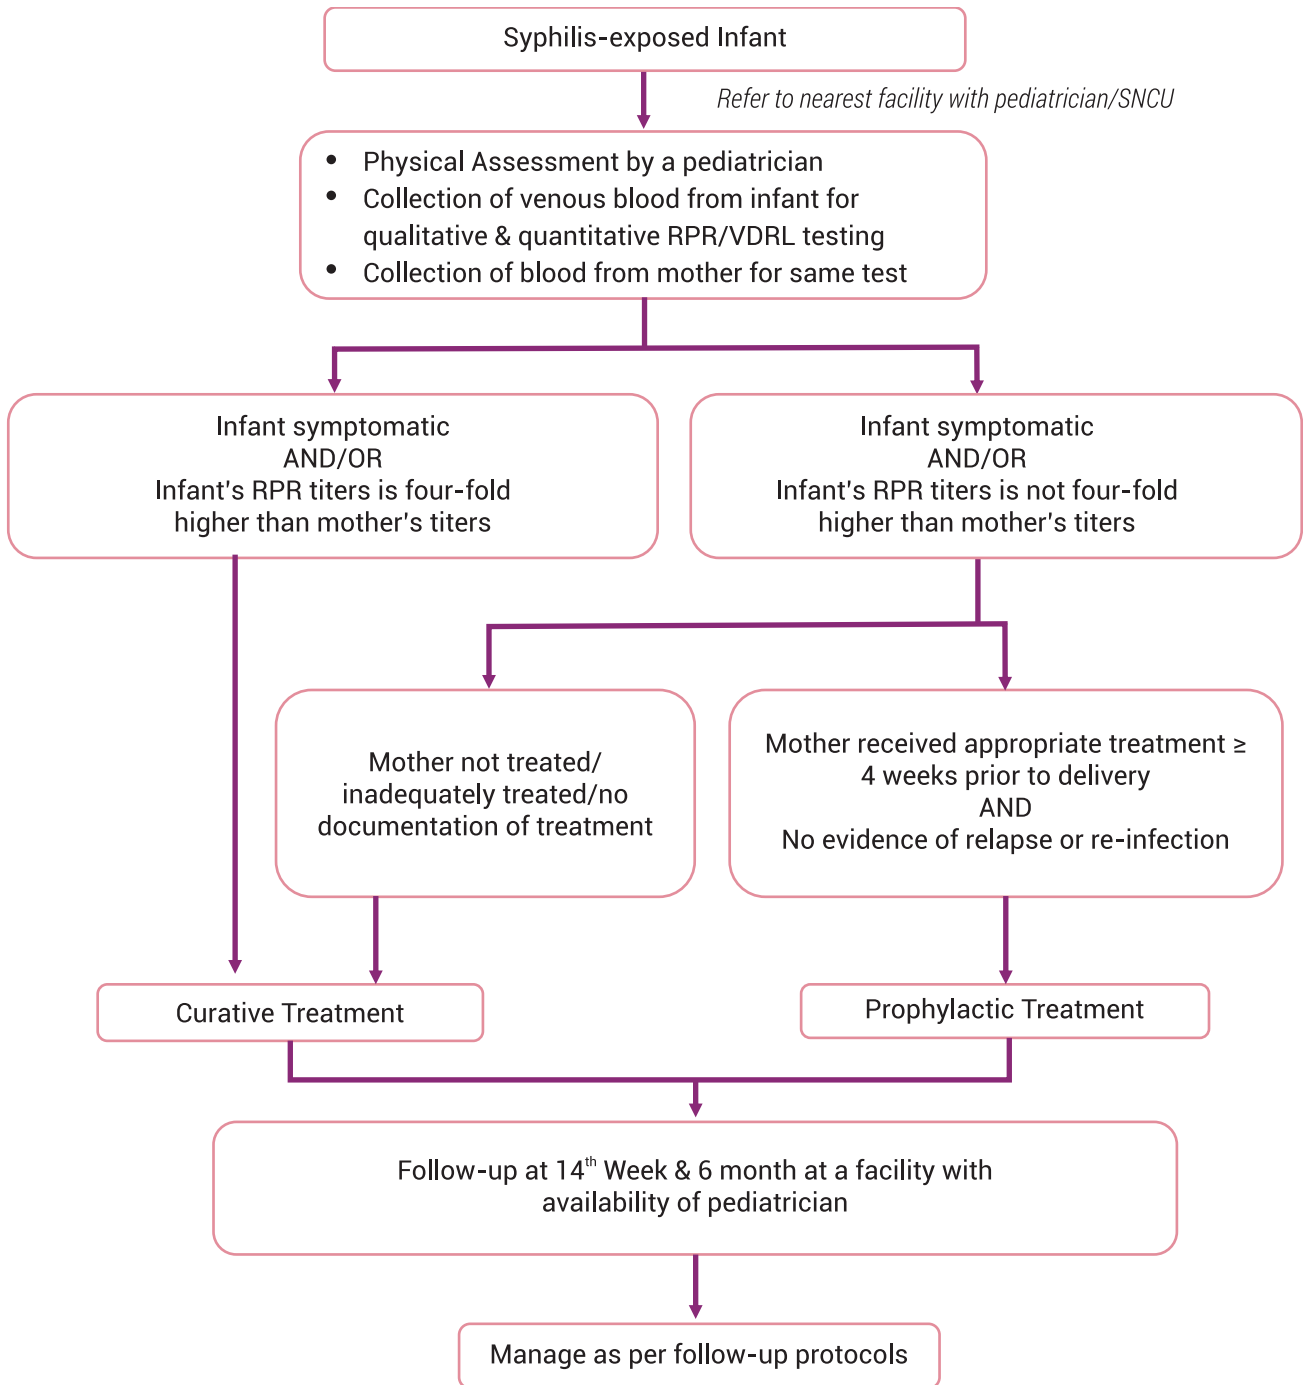 Syphilis-exposed Infant
Refer to nearest facility with pediatrician/SNCU
• Physical Assessment by a pediatrician
• Collection of venous blood from infant for
qualitative & quantitative RPR/VDRL testing
• Collection of blood from mother for same test
Infant symptomatic
AND/OR
Infant's RPR titers is four-fold
higher than mother's titers
Infant symptomatic
AND/OR
Infant's RPR titers is not four-fold
higher than mother's titers
Mother not treated/
inadequately treated/no
documentation of treatment
Mother received appropriate treatment ≥
4 weeks prior to delivery
AND
No evidence of relapse or re-infection
Curative Treatment
Prophylactic Treatment
Follow-up at 14th Week & 6 month at a facility with
availability of pediatrician
Manage as per follow-up protocols